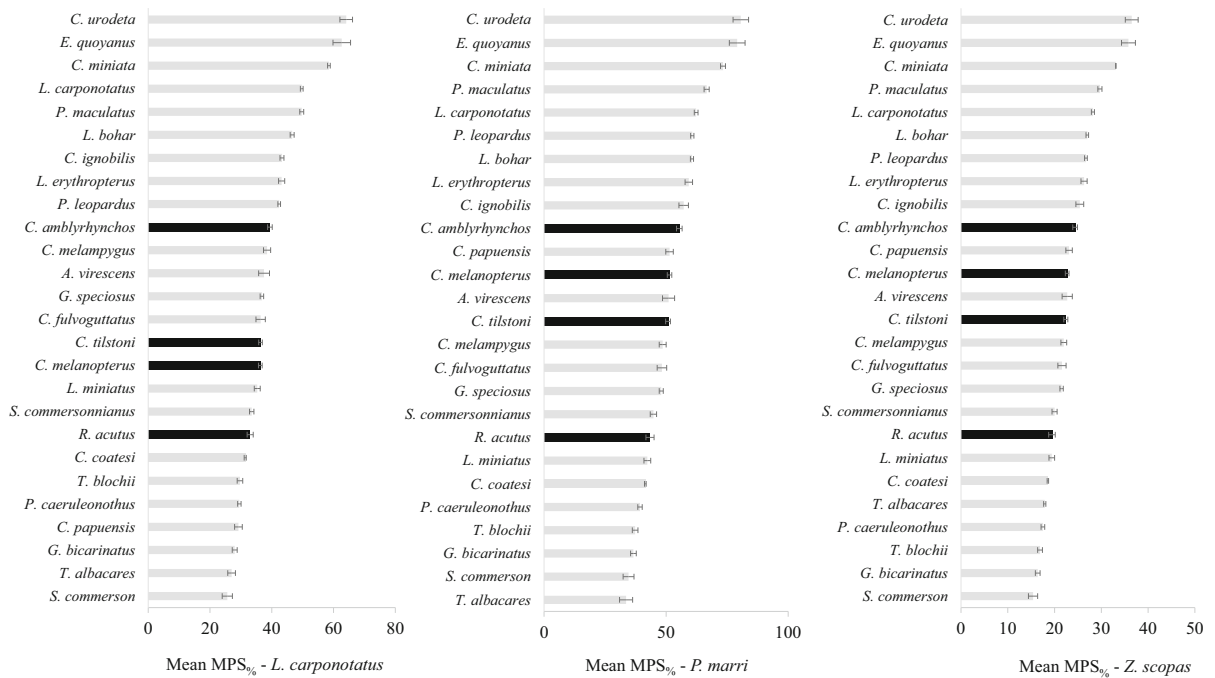 C. urodeta
E. quoyanus
C. miniata
L. carponotatus
P. maculatus
L. bohar
C. ignobilis
L. erythropterus
P. leopardus
C. amblyrhynchos
C. melampygus
A. virescens
G. speciosus
C. fulvoguttatus
C. tilstoni
C. melanopterus
L. miniatus
S. commersonnianus
R. acutus
C. coatesi
T. blochii
P. caeruleonothus
C. papuensis
G. bicarinatus
T. albacares
S. commerson
0 20 40 60 80
Mean MPS% - L. carponotatus
C. urodeta
E. quoyanus
C. miniata
P. maculatus
L. carponotatus
P. leopardus
L. bohar
L. erythropterus
C. ignobilis
C. amblyrhynchos
C. papuensis
C. melanopterus
A. virescens
C. tilstoni
C. melampygus
C. fulvoguttatus
G. speciosus
S. commersonnianus
R. acutus
L. miniatus
C. coatesi
P. caeruleonothus
T. blochii
G. bicarinatus
S. commerson
T. albacares
0 50 100
Mean MPS% - P. marri
C. urodeta
E. quoyanus
C. miniata
P. maculatus
L. carponotatus
L. bohar
P. leopardus
L. erythropterus
C. ignobilis
C. amblyrhynchos
C. papuensis
C. melanopterus
A. virescens
C. tilstoni
C. melampygus
C. fulvoguttatus
G. speciosus
S. commersonnianus
R. acutus
L. miniatus
C. coatesi
T. albacares
P. caeruleonothus
T. blochii
G. bicarinatus
S. commerson
0 10 20 30 40 50
Mean MPS% - Z. scopas